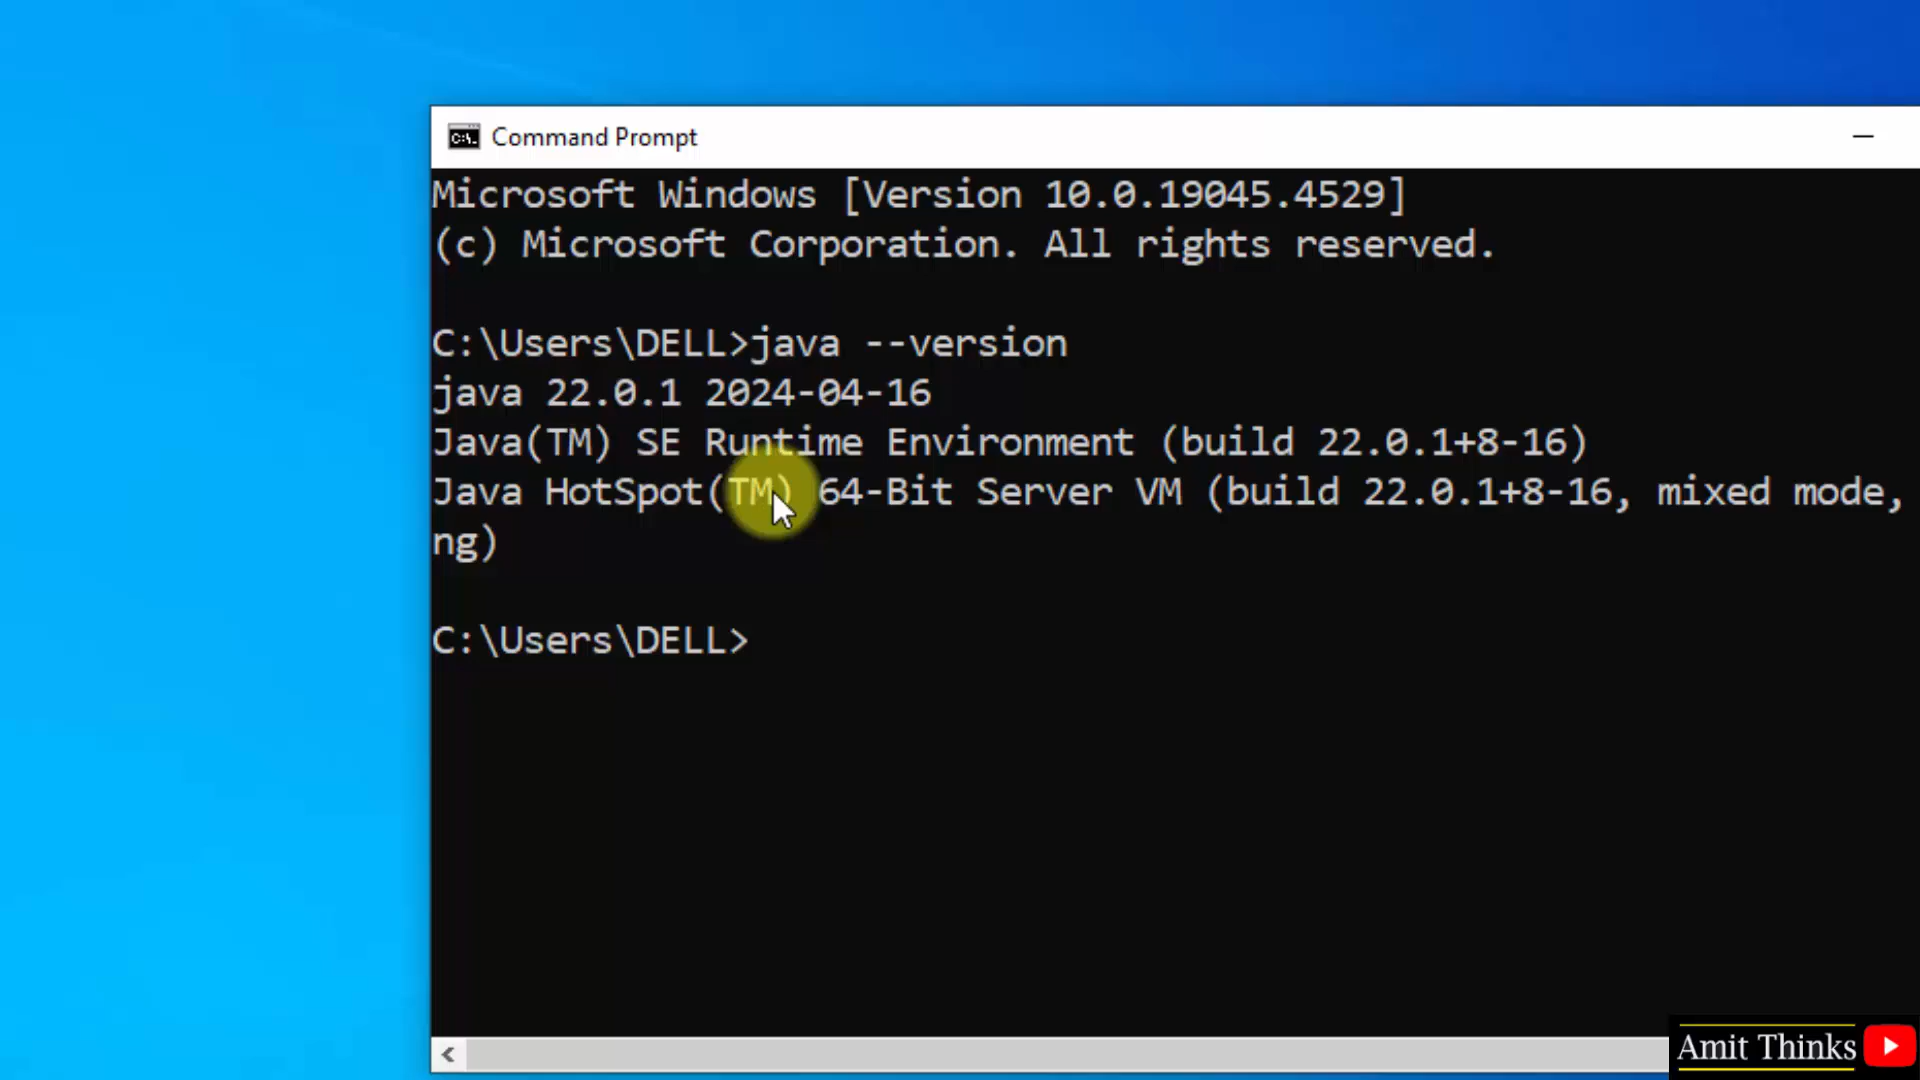 Command Prompt
Microsoft Windows [Version 10.0.19045.4529]
(c) Microsoft Corporation. All rights reserved.
C:\Users\DELL>java --version
java 22.0.1 2024-04-16
Java(TM) SE Runtime Environment (build 22.0.1+8-16)
Java HotSpot(TM) 64-Bit Server VM (build 22.0.1+8-16, mixed mode,
ng)
C:\Users\DELL>
Amit Thinks